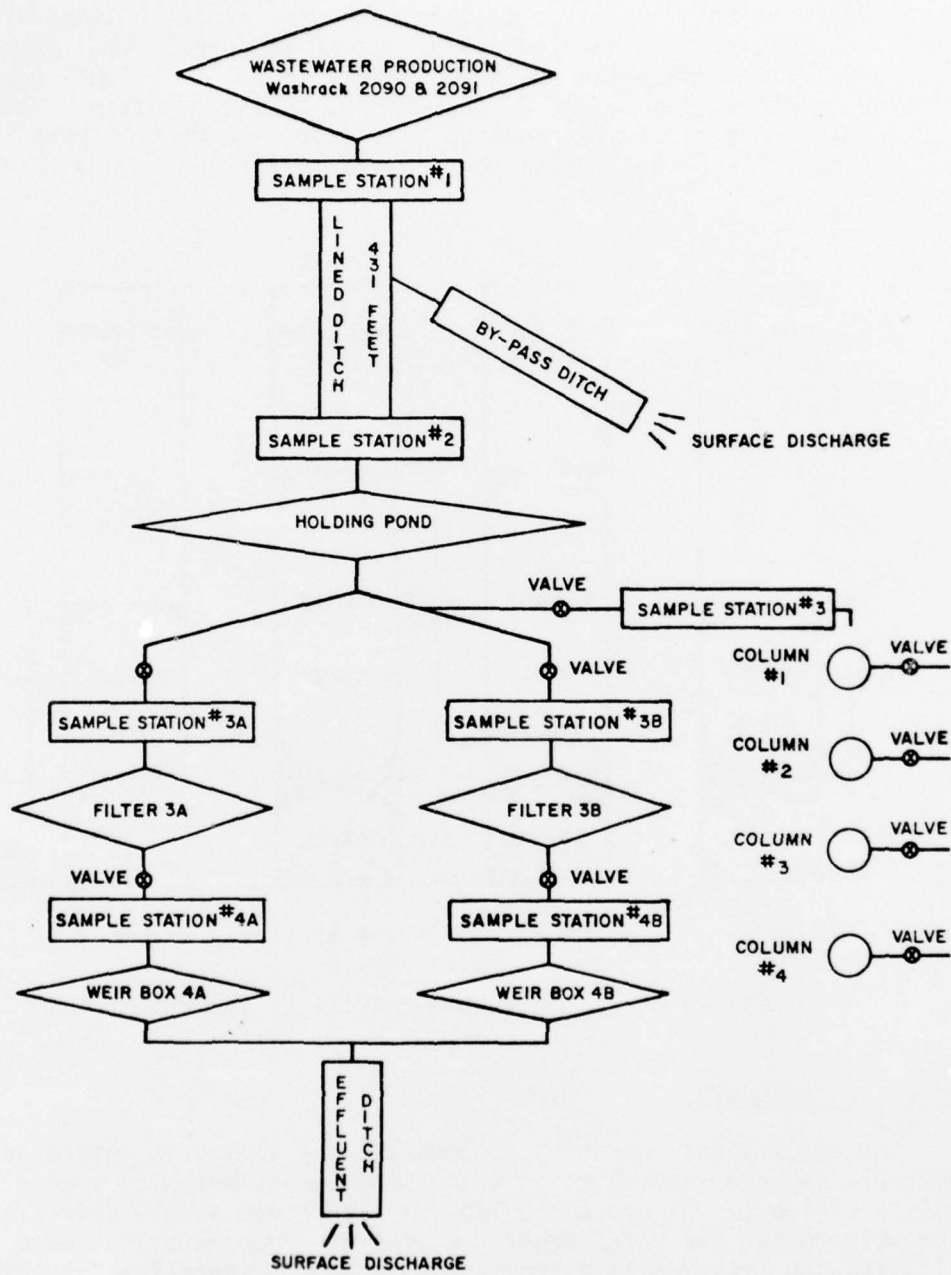 WASTEWATER PRODUCTION
Washrack 2090 & 2091
SAMPLE STATION #1
LINED DITCH
431 FEET
BY-PASS DITCH
SURFACE DISCHARGE
SAMPLE STATION #2
HOLDING POND
VALVE
SAMPLE STATION #3
VALVE
COLUMN
#1
VALVE
SAMPLE STATION #3A
SAMPLE STATION #3B
COLUMN
#2
VALVE
FILTER 3A
FILTER 3B
COLUMN
#3
VALVE
VALVE
VALVE
SAMPLE STATION #4A
SAMPLE STATION #4B
COLUMN
#4
VALVE
WEIR BOX 4A
WEIR BOX 4B
EFFLUENT
DITCH
SURFACE DISCHARGE